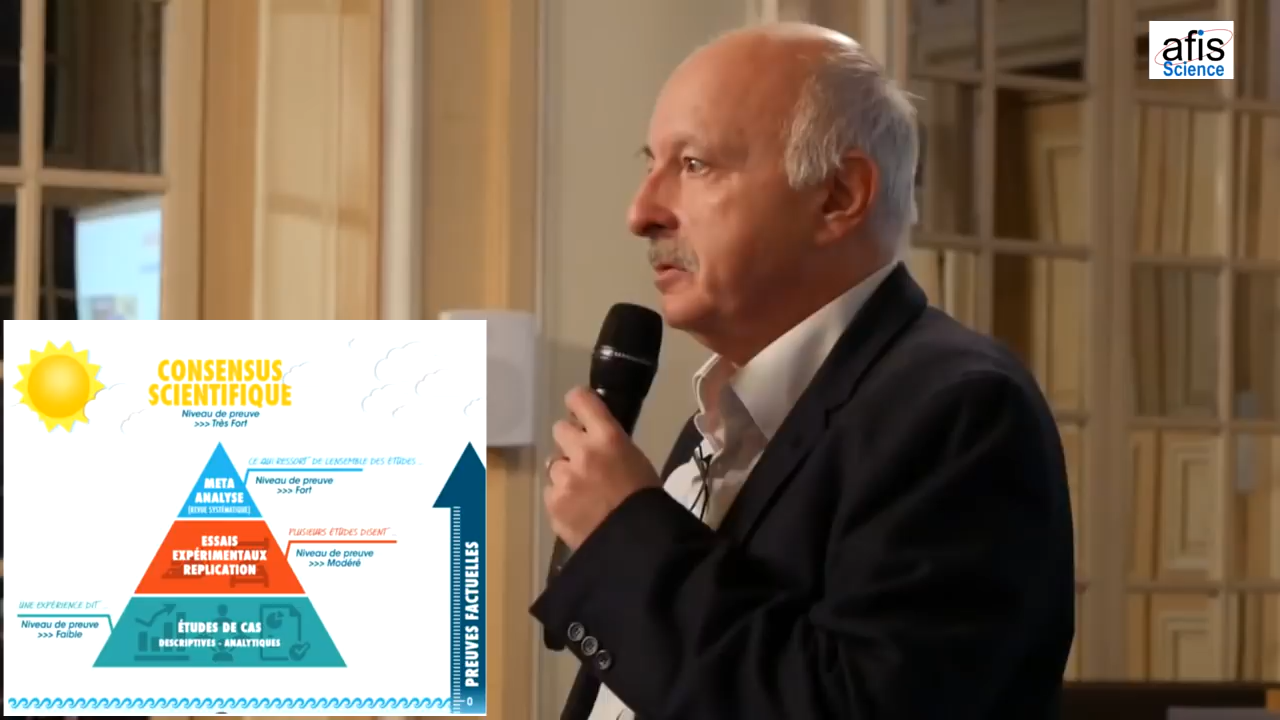 afis
Science
CONSENSUS
SCIENTIFIQUE
Niveau de preuve
>>> Très Fort
CE QUI RESSORT DE L'ENSEMBLE DES ÉTUDES ...
META
ANALYSE
(REVUE SYSTÉMATIQUE)
Niveau de preuve
>>> Fort
PLUSIEURS ÉTUDES DISENT ...
ESSAIS
EXPÉRIMENTAUX
REPLICATION
Niveau de preuve
>>> Modéré
UNE EXPÉRIENCE DIT ...
Niveau de preuve
>>> Faible
ÉTUDES DE CAS
DESCRIPTIVES - ANALYTIQUES
PREUVES FACTUELLES
0